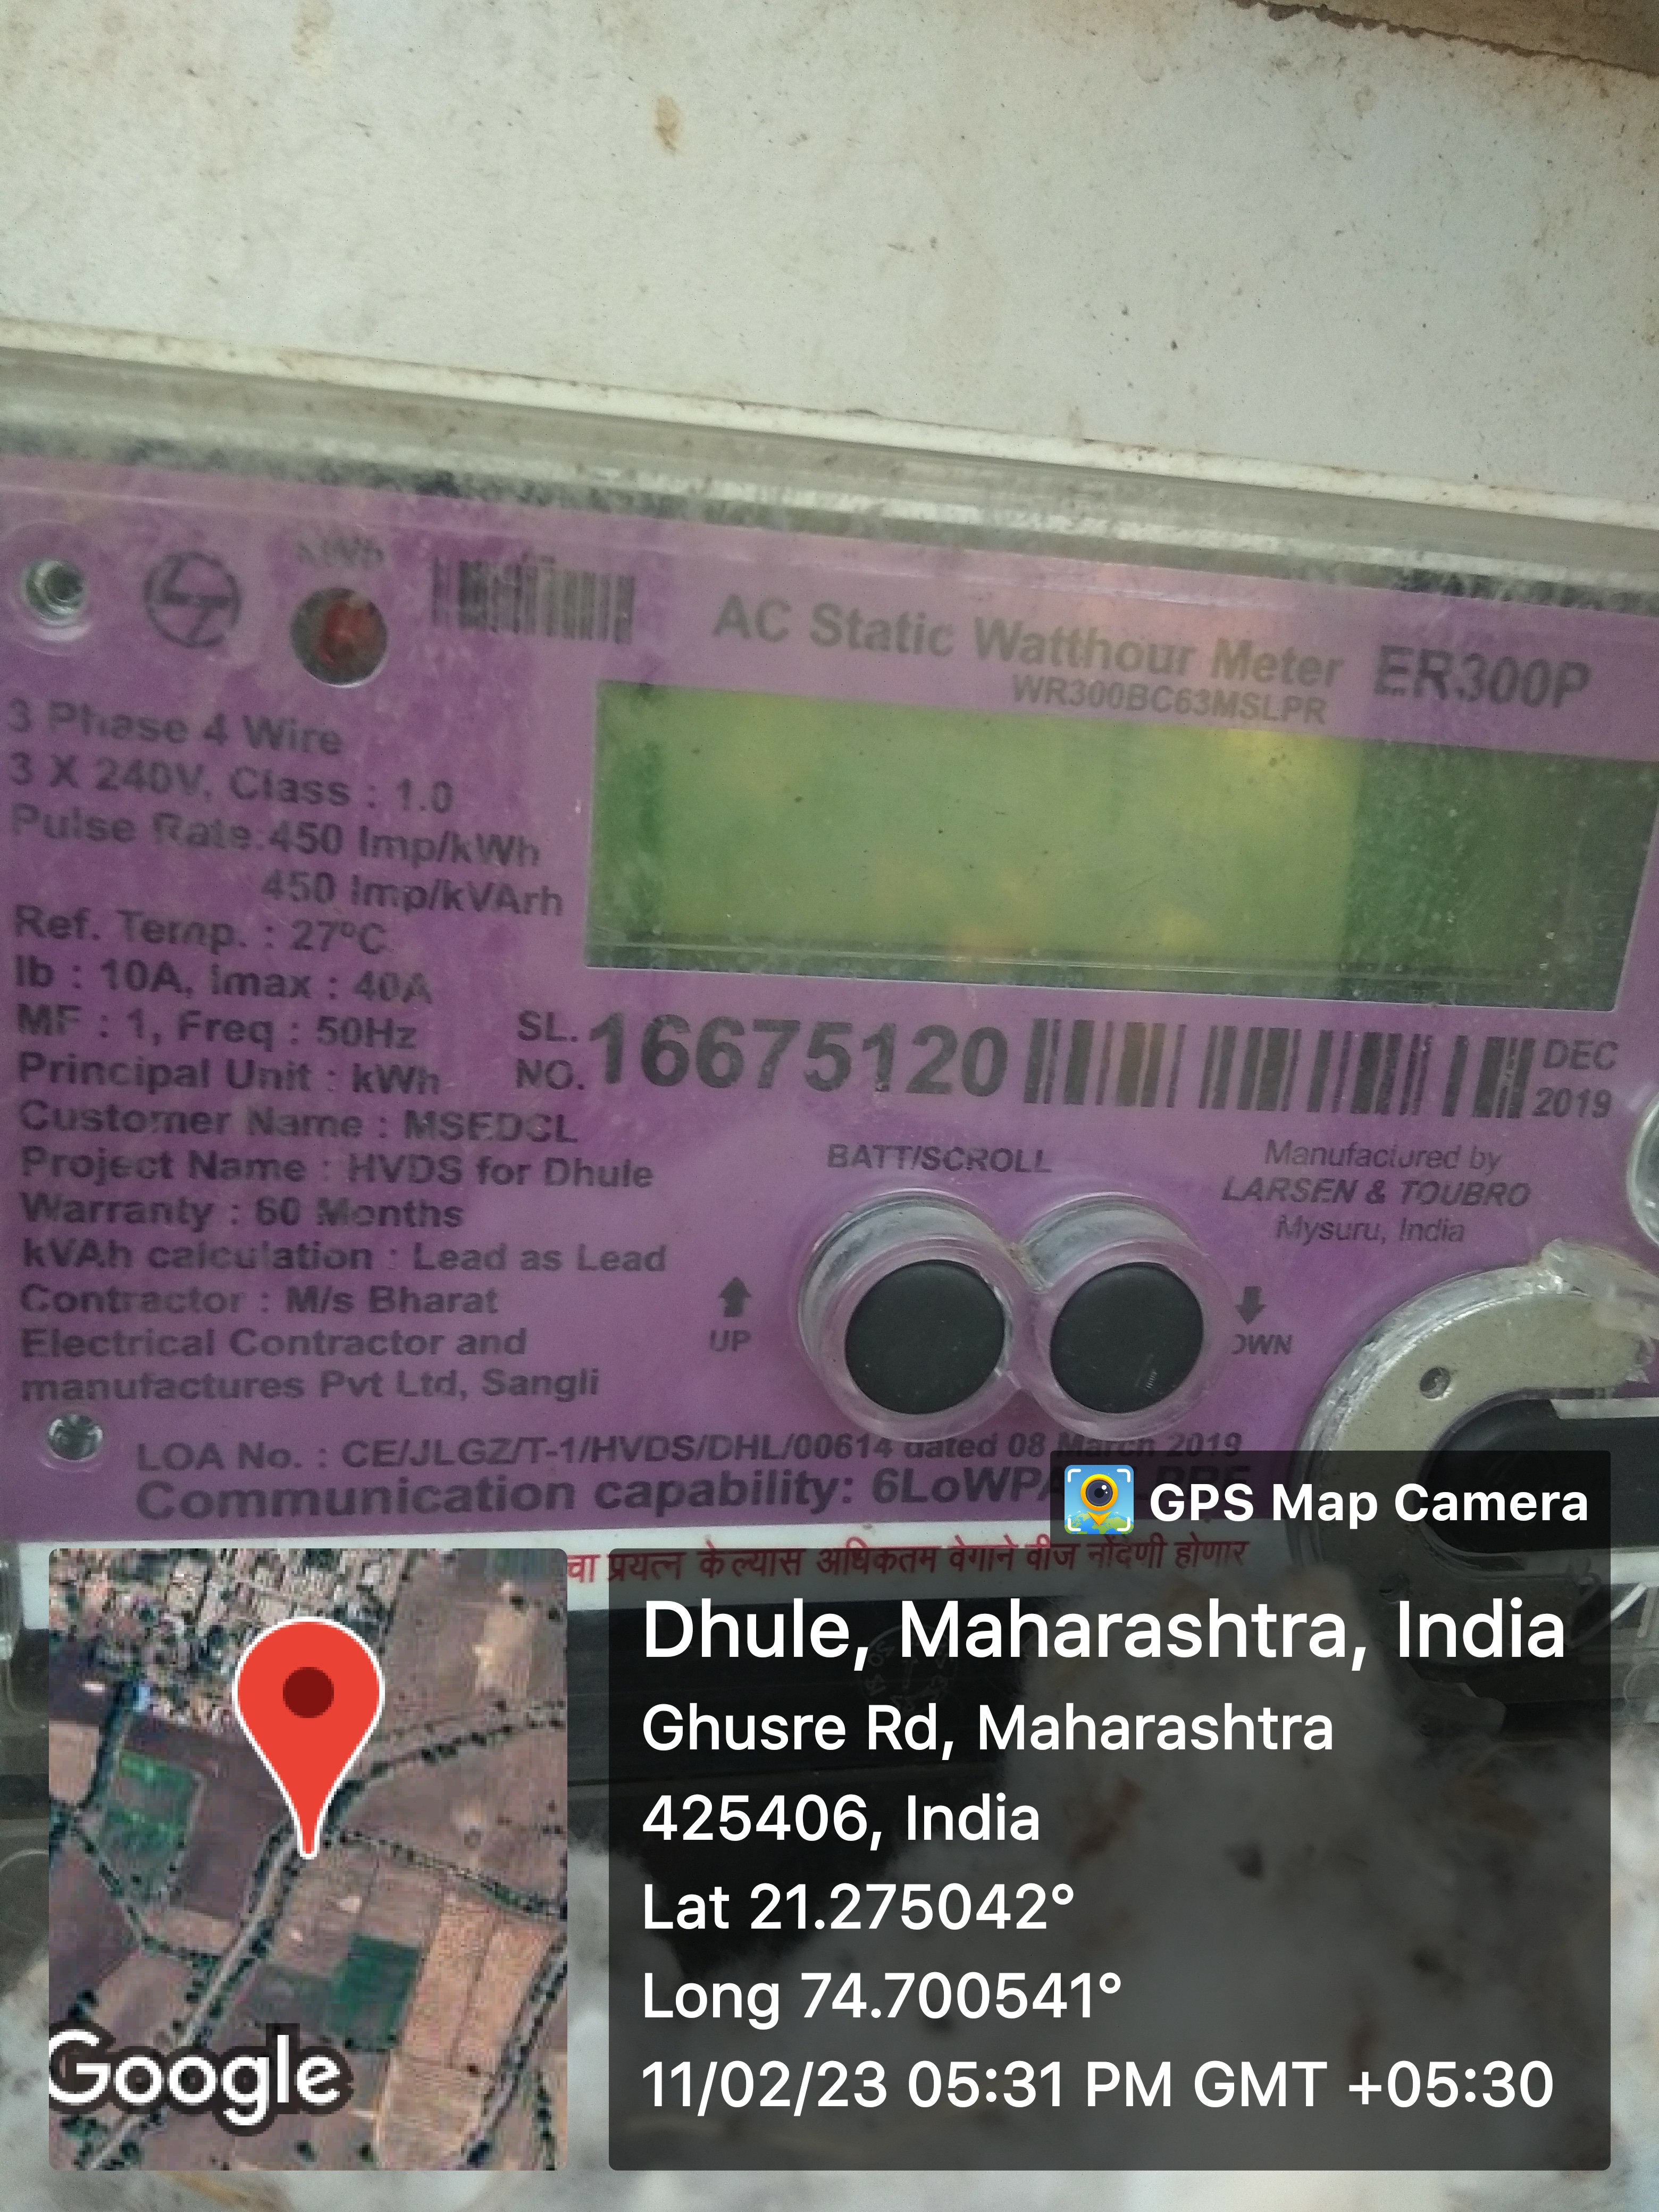 kWh
AC Static Watthour Meter ER300P
WR300BC63MSLPR
3 Phase 4 Wire
3 X 240V, Class : 1.0
Pulse Rate:450 Imp/kWh
450 Imp/kVArh
Ref. Temp. : 27°C
Ib : 10A, Imax : 40A
MF : 1, Freq : 50Hz
Principal Unit : kWh
Customer Name : MSEDCL
Project Name : HVDS for Dhule
Warranty : 60 Months
kVAh calculation : Lead as Lead
Contractor : M/s Bharat
Electrical Contractor and
manufactures Pvt Ltd, Sangli
SL. NO. 16675120
DEC
2019
BATT/SCROLL
Manufactured by
LARSEN & TOUBRO
Mysuru, India
UP
OWN
LOA No. : CE/JLGZ/T-1/HVDS/DHL/00614 dated 08 March 2019
Communication capability: 6LoWPA
प्रयत्न केल्यास अधिकतम वेगाने वीज नोंदणी होणार
GPS Map Camera
Dhule, Maharashtra, India
Ghusre Rd, Maharashtra
425406, India
Lat 21.275042°
Long 74.700541°
11/02/23 05:31 PM GMT +05:30
Google